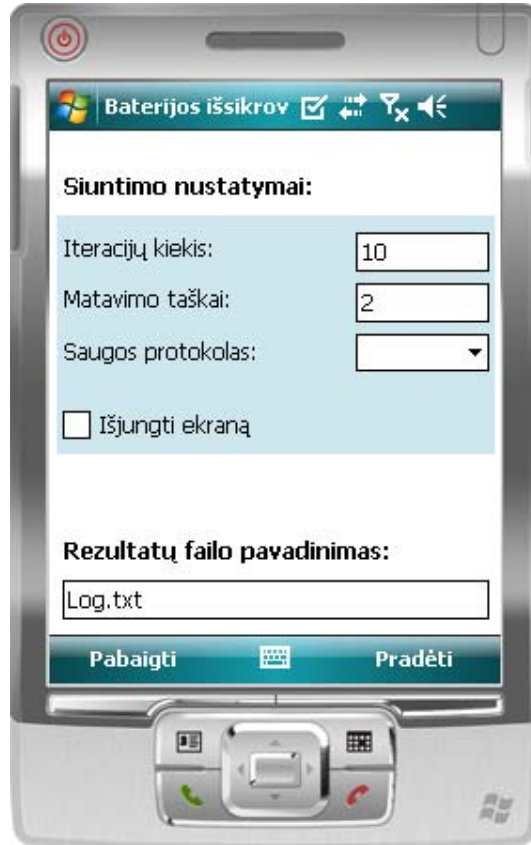 Baterijos išsikrov
Siuntimo nustatymai:
Iteracijų kiekis: 10
Matavimo taškai: 2
Saugos protokolas:
Išjungti ekraną
Rezultatų failo pavadinimas:
Log.txt
Pabaigti Pradėti